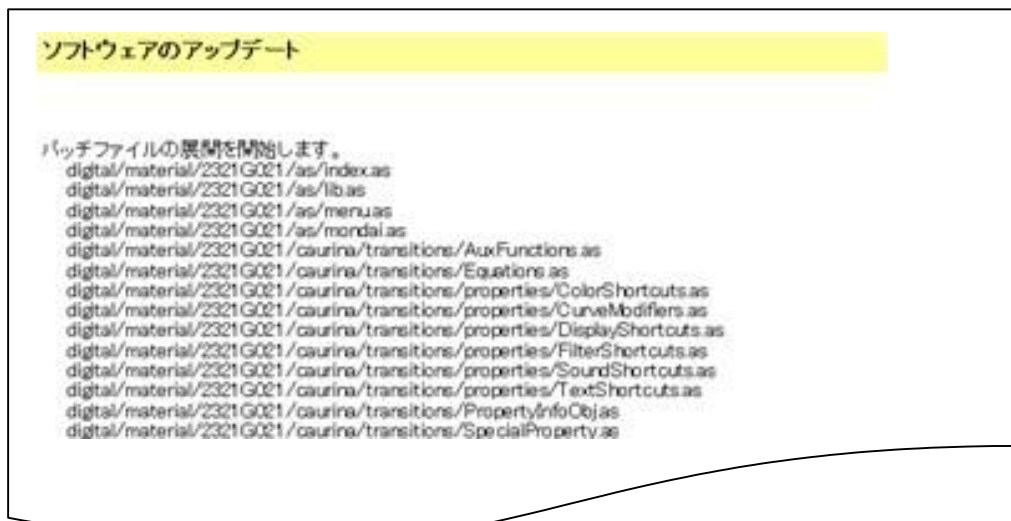 ソフトウェアのアップデート
パッチファイルの展開を開始します。
digital/material/2321G021/as/index.as
digital/material/2321G021/as/lib.as
digital/material/2321G021/as/menu.as
digital/material/2321G021/as/mondai.as
digital/material/2321G021/caurina/transitions/AuxFunctions.as
digital/material/2321G021/caurina/transitions/Equations.as
digital/material/2321G021/caurina/transitions/properties/ColorShortcuts.as
digital/material/2321G021/caurina/transitions/properties/CurveModifiers.as
digital/material/2321G021/caurina/transitions/properties/DisplayShortcuts.as
digital/material/2321G021/caurina/transitions/properties/FilterShortcuts.as
digital/material/2321G021/caurina/transitions/properties/SoundShortcuts.as
digital/material/2321G021/caurina/transitions/properties/TextShortcuts.as
digital/material/2321G021/caurina/transitions/PropertyInfoObj.as
digital/material/2321G021/caurina/transitions/SpecialProperty.as